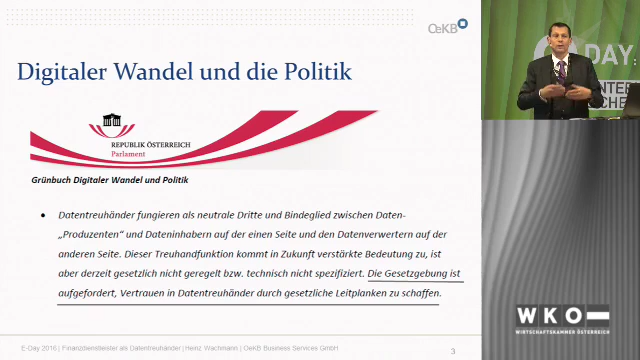 OeKB
Digitaler Wandel und die Politik
REPUBLIK ÖSTERREICH
Parlament
Grünbuch Digitaler Wandel und Politik
• Datentreuhänder fungieren als neutrale Dritte und Bindeglied zwischen Daten-
„Produzenten" und Dateninhabern auf der einen Seite und den Datenverwertern auf der
anderen Seite. Dieser Treuhandfunktion kommt in Zukunft verstärkte Bedeutung zu, ist
aber derzeit gesetzlich nicht geregelt bzw. technisch nicht spezifiziert. Die Gesetzgebung ist
aufgefordert, Vertrauen in Datentreuhänder durch gesetzliche Leitplanken zu schaffen.
E-Day 2016 | Finanzdienstleister als Datentreuhänder | Heinz Wachmann | OeKB Business Services GmbH
3
DAY
WKO
WIRTSCHAFTSKAMMER ÖSTERREICH